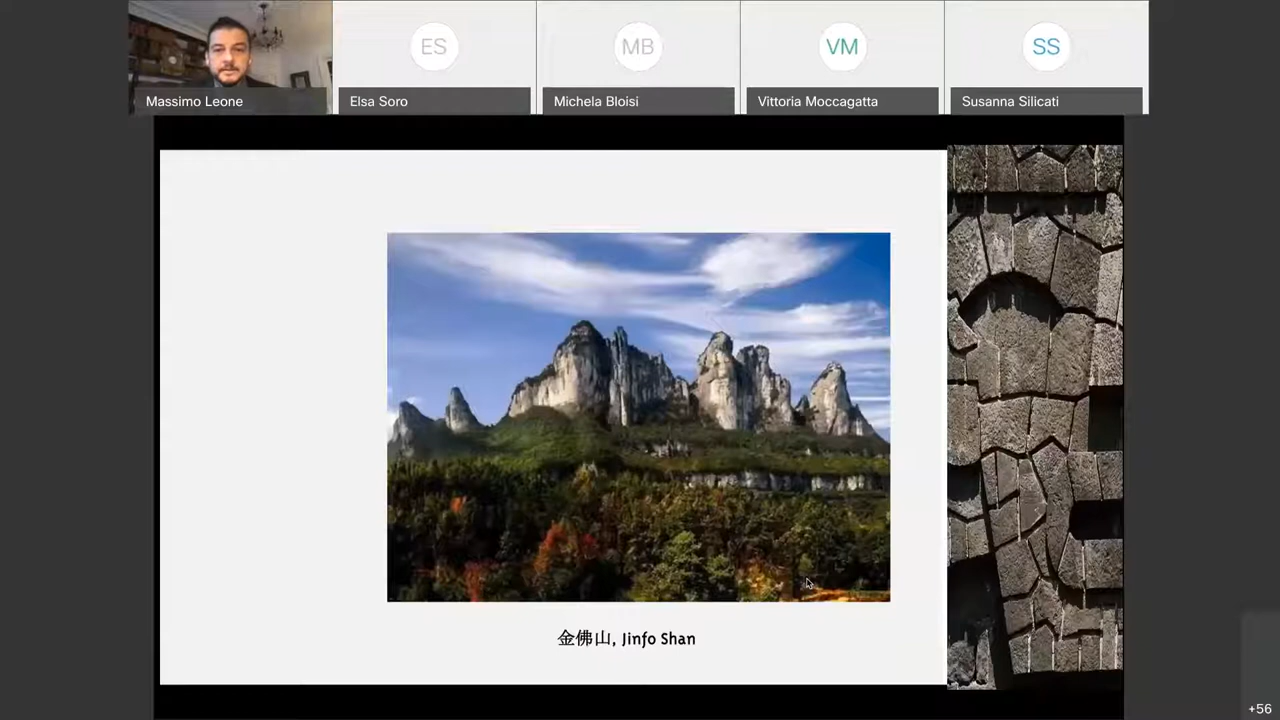 ES
MB
VM
SS
Massimo Leone
Elsa Soro
Michela Bloisi
Vittoria Moccagatta
Susanna Silicati
金佛山, Jinfo Shan
+56